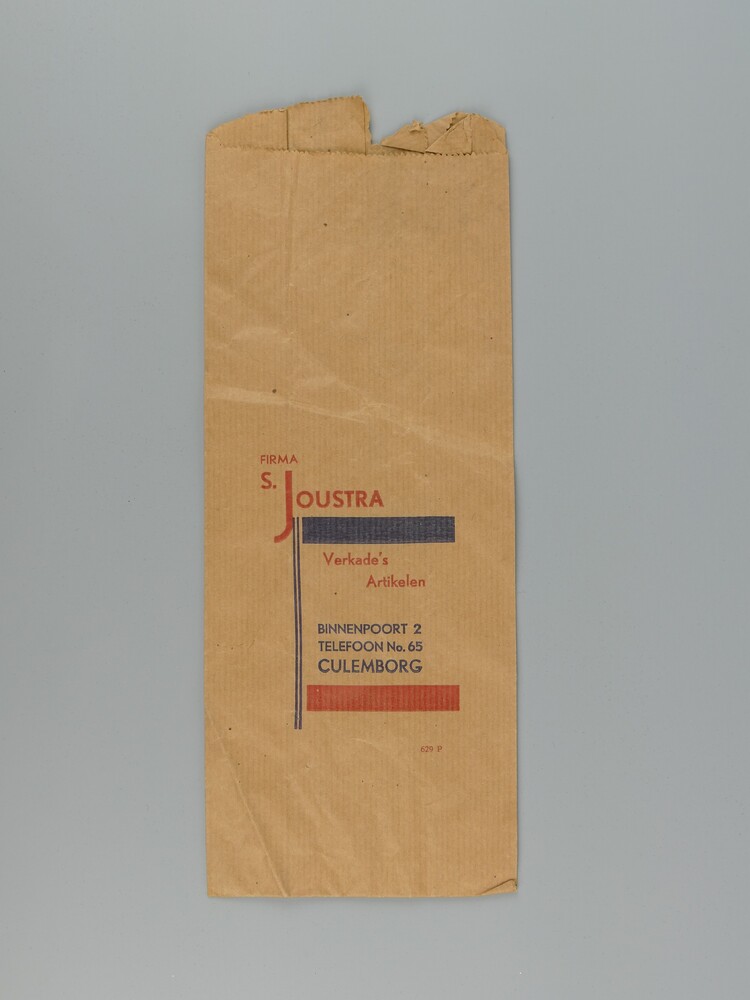 FIRMA
S. JOUSTRA
Verkade's
Artikelen
BINNENPOORT 2
TELEFOON No. 65
CULEMBORG
629 P